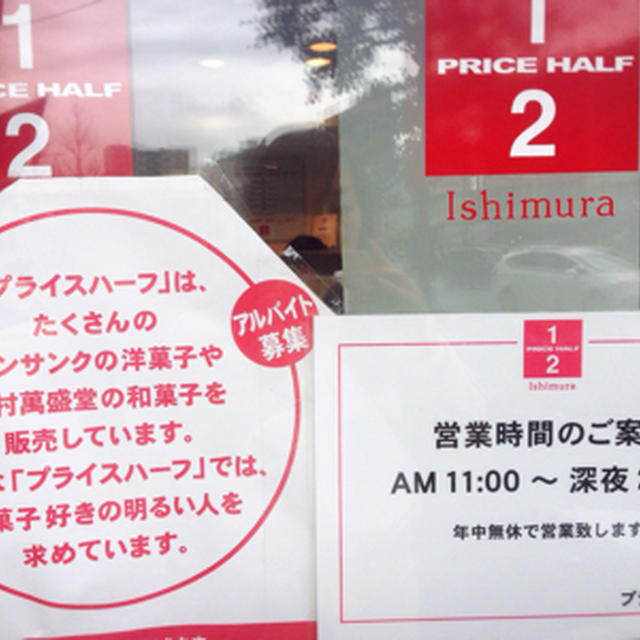 1
CE HALF
2
1
PRICE HALF
2
Ishimura
プライスハーフ」は、
たくさんの
ンサンクの洋菓子や
村萬盛堂の和菓子を
販売しています。
「プライスハーフ」では、
菓子好きの明るい人を
求めています。
アルバイト
募集
1
PRICE HALF
2
Ishimura
営業時間のご案
AM 11:00 〜 深夜
年中無休で営業致します
プ